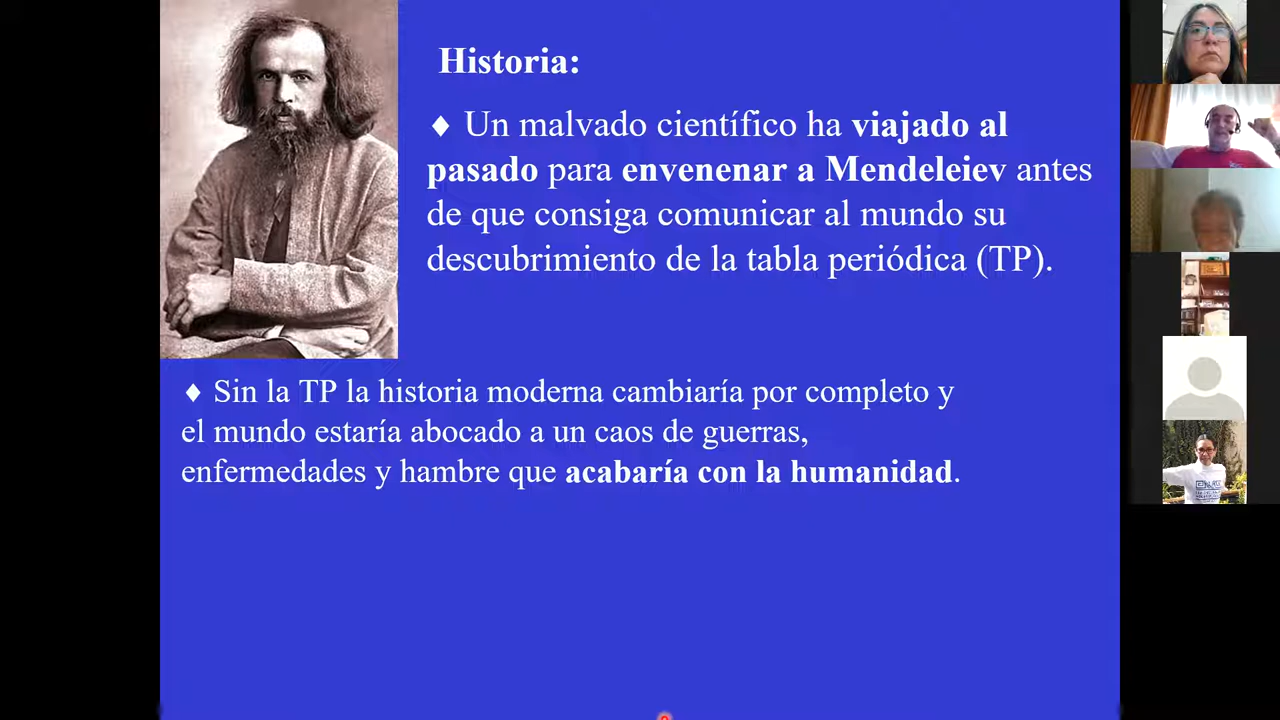 Historia:
♦ Un malvado científico ha viajado al
pasado para envenenar a Mendeleiev antes
de que consiga comunicar al mundo su
descubrimiento de la tabla periódica (TP).
♦ Sin la TP la historia moderna cambiaría por completo y
el mundo estaría abocado a un caos de guerras,
enfermedades y hambre que acabaría con la humanidad.